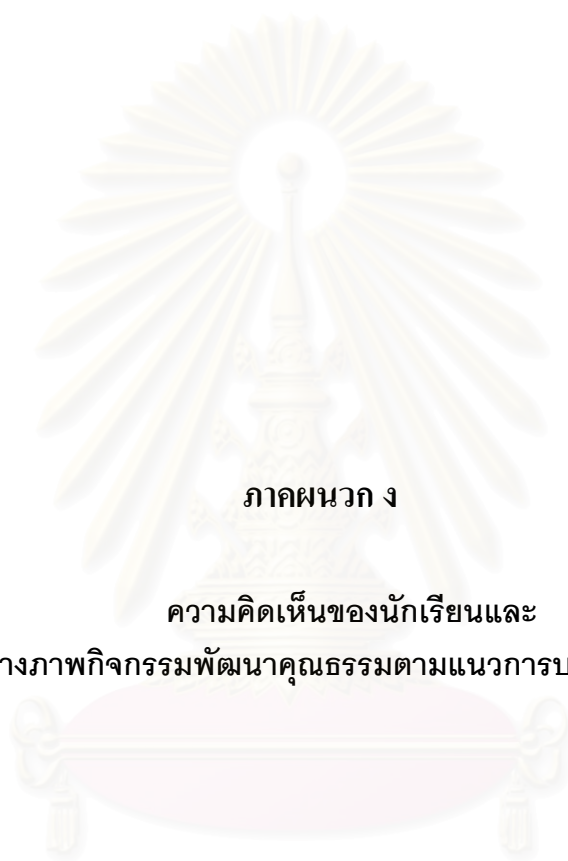 ภาคผนวก ง
ความคิดเห็นของนักเรียนและ
างภาพกิจกรรมพัฒนาคุณธรรมตามแนวการบ